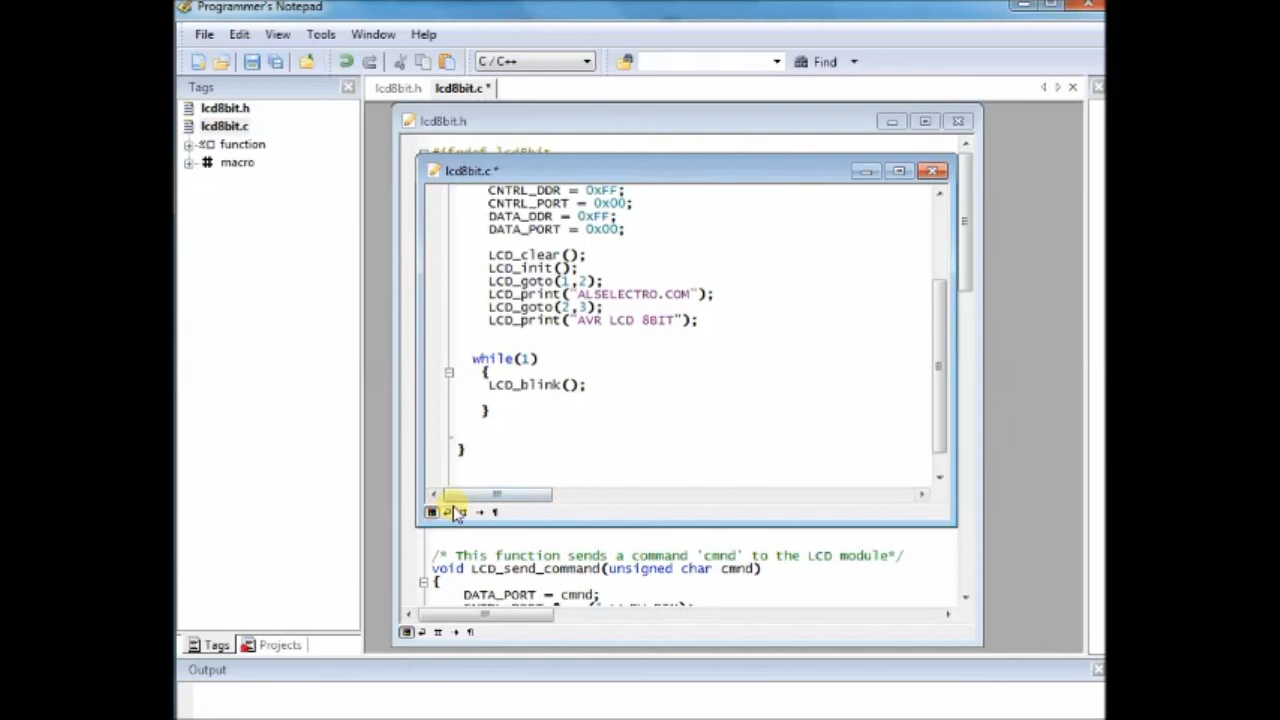 Programmer's Notepad
File Edit View Tools Window Help
C / C++ Find
Tags
lcd8bit.h lcd8bit.c *
lcd8bit.h
lcd8bit.c
function
macro
lcd8bit.h
#ifndef lcd8bit
lcd8bit.c *
CNTRL_DDR = 0xFF;
CNTRL_PORT = 0x00;
DATA_DDR = 0xFF;
DATA_PORT = 0x00;
LCD_clear();
LCD_init();
LCD_goto(1,2);
LCD_print("ALSELECTRO.COM");
LCD_goto(2,3);
LCD_print("AVR LCD 8BIT");
while(1)
{
LCD_blink();
}
}
/* This function sends a command 'cmnd' to the LCD module*/
void LCD_send_command(unsigned char cmnd)
{
DATA_PORT = cmnd;
Tags Projects
Output